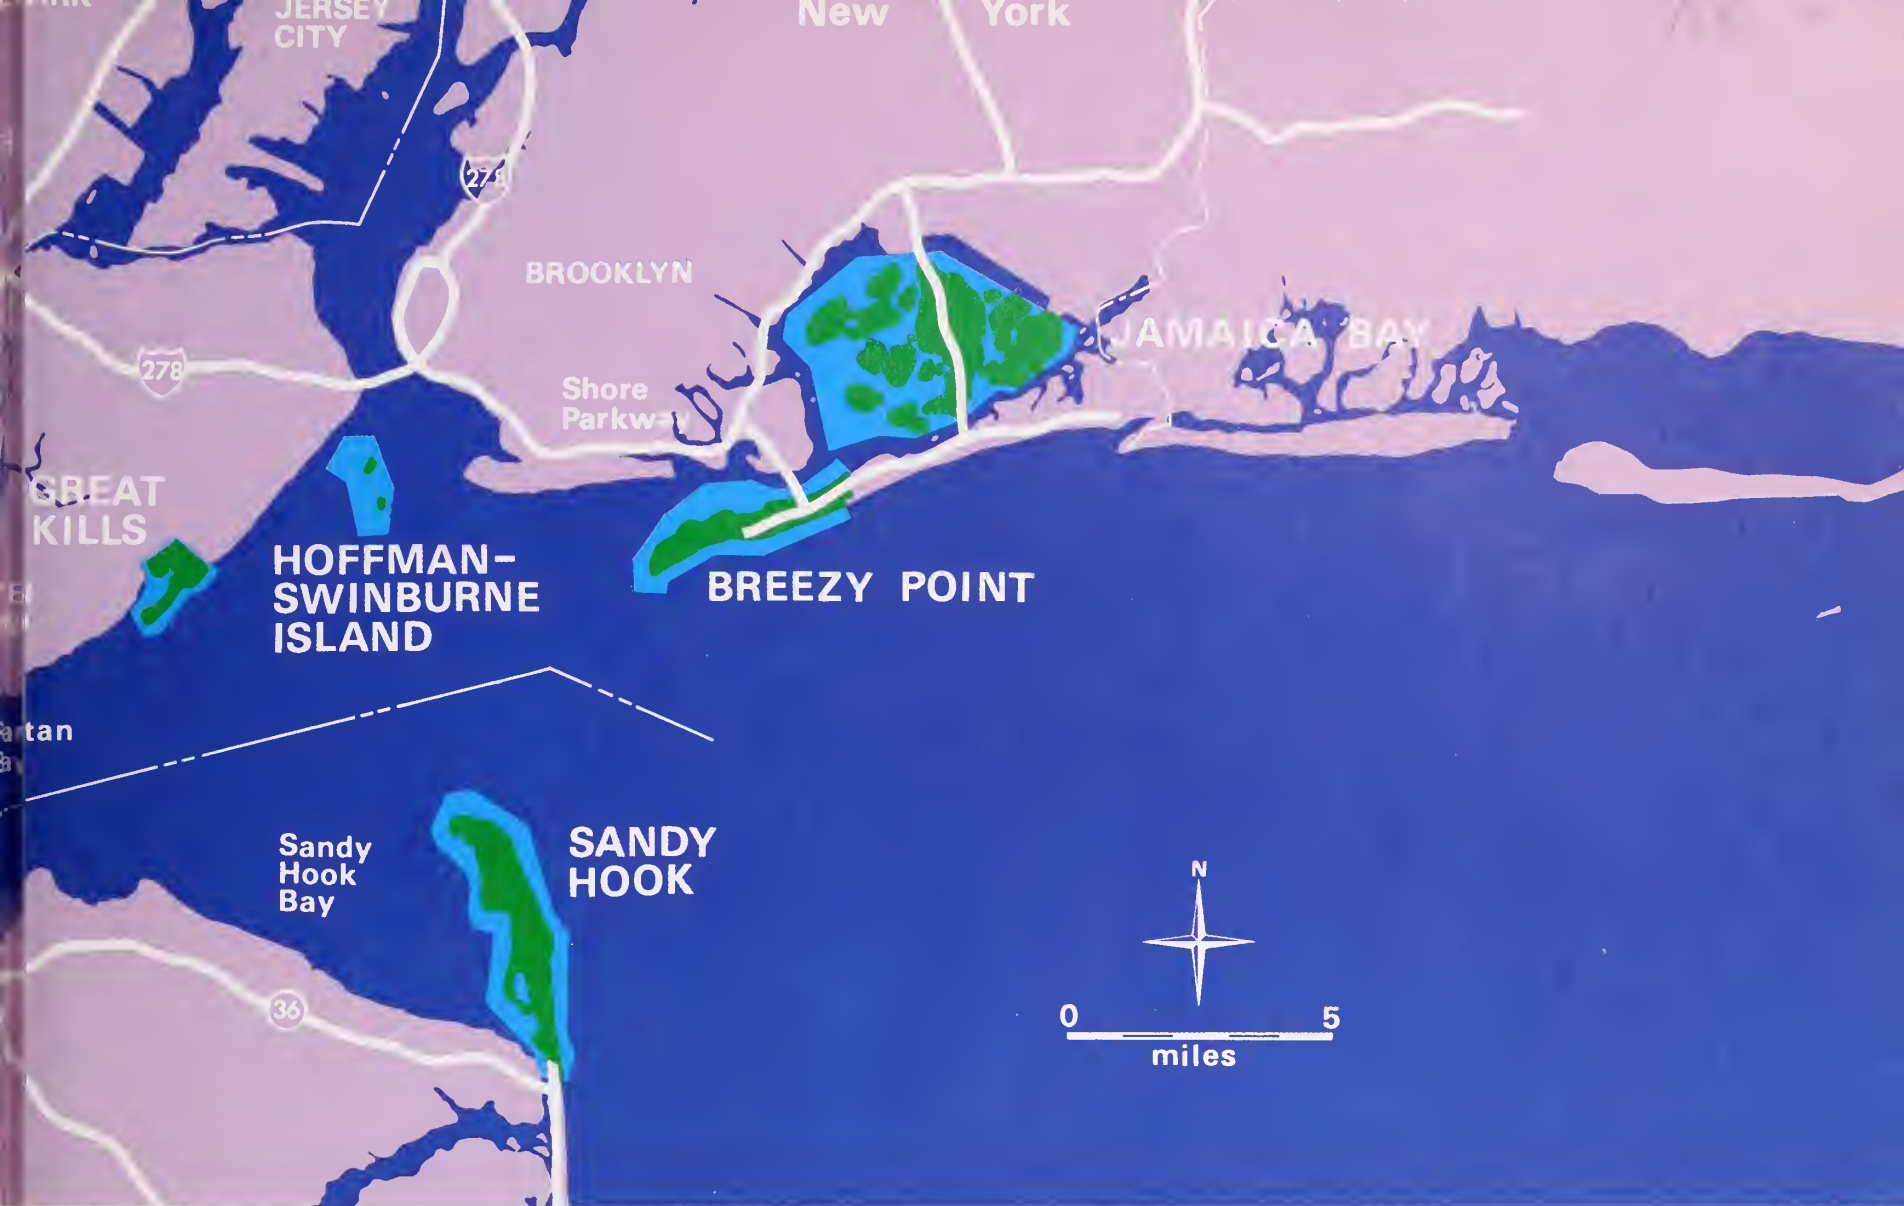 JERSEY
CITY
New York
278
BROOKLYN
JAMAICA BAY
278
Shore
Parkway
GREAT
KILLS
HOFFMAN-
SWINBURNE
ISLAND
BREEZY POINT
Sandy
Hook
Bay
SANDY
HOOK
N
0 5
miles
36